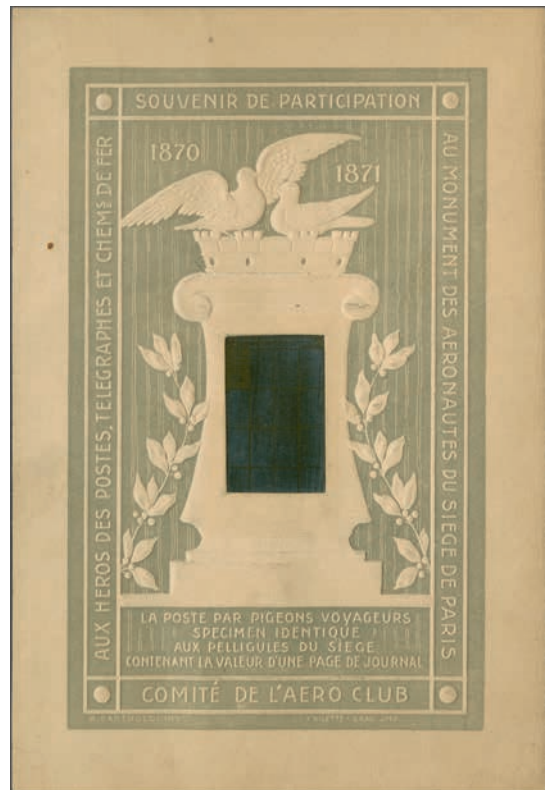 SOUVENIR DE PARTICIPATION
AUX HEROS DES POSTES, TELEGRAPHES ET CHEMS DE FER
1870
1871
AU MONUMENT DES AERONAUTES DU SIEGE DE PARIS
LA POSTE PAR PIGEONS VOYAGEURS
SPECIMEN IDENTIQUE
AUX PELLIGULES DU SIEGE
CONTENANT LA VALEUR D'UNE PAGE DE JOURNAL
COMITÉ DE L'AERO CLUB